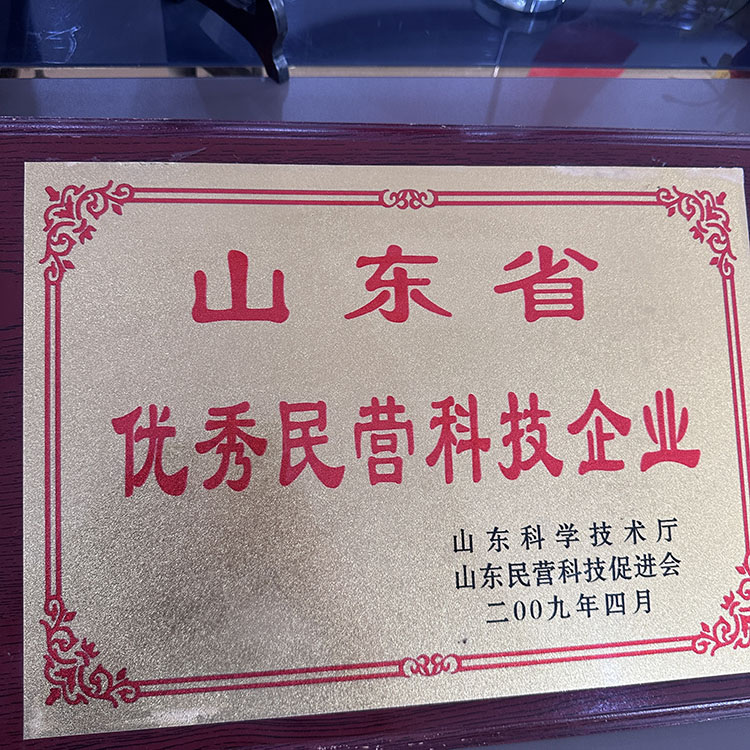 山东省
优秀民营科技企业
山东科学技术厅
山东民营科技促进会
二00九年四月